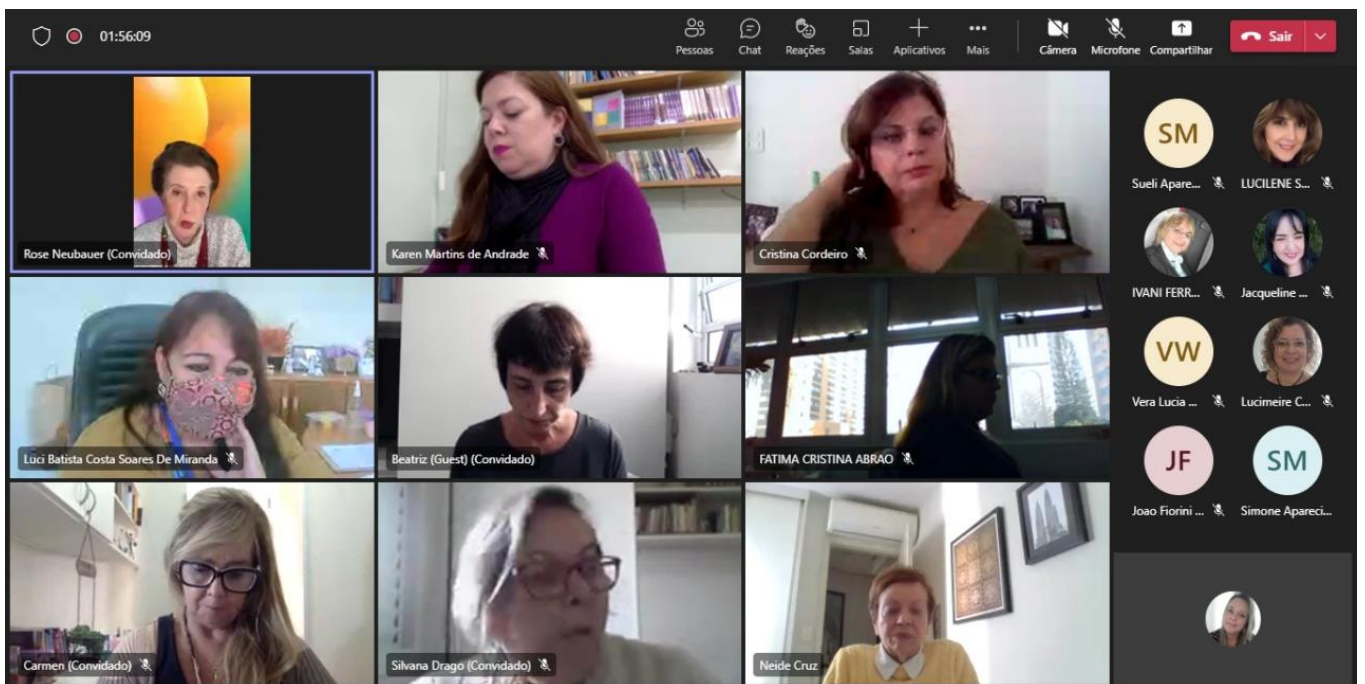 01:56:09
Pessoas
Chat
Reações
Salas
Aplicativos
Mais
Câmera
Microfone
Compartilhar
Sair
Rose Neubauer (Convidado)
Karen Martins de Andrade
Cristina Cordeiro
SM
Sueli Apare...
LUCILENE S...
IVANI FERR...
Jacqueline ...
Luci Batista Costa Soares De Miranda
Beatriz (Guest) (Convidado)
FATIMA CRISTINA ABRAO
VW
Vera Lucia ...
Lucimeire C...
JF
Joao Fiorini ...
SM
Simone Apareci...
Carmen (Convidado)
Silvana Drago (Convidado)
Neide Cruz